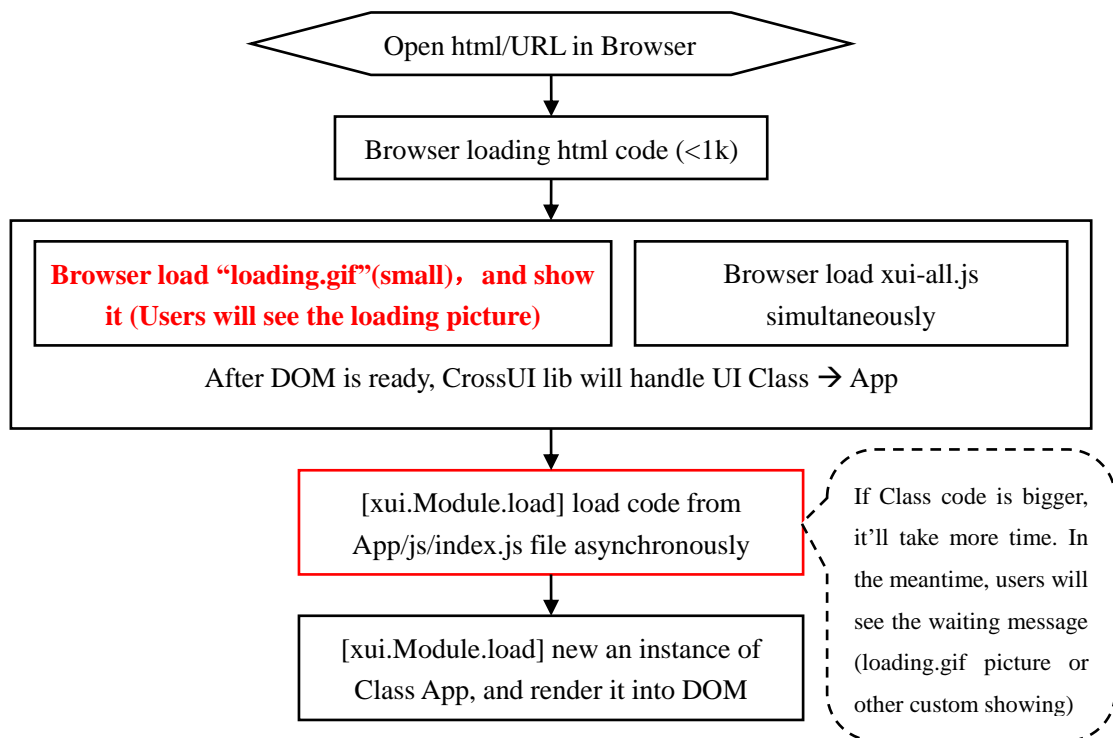 Open html/URL in Browser
Browser loading html code (<1k)
Browser load “loading.gif”(small)，and show
it (Users will see the loading picture)
Browser load xui-all.js
simultaneously
After DOM is ready, CrossUI lib will handle UI Class → App
[xui.Module.load] load code from
App/js/index.js file asynchronously
If Class code is bigger,
it’ll take more time. In
the meantime, users will
see the waiting message
(loading.gif picture or
other custom showing)
[xui.Module.load] new an instance of
Class App, and render it into DOM